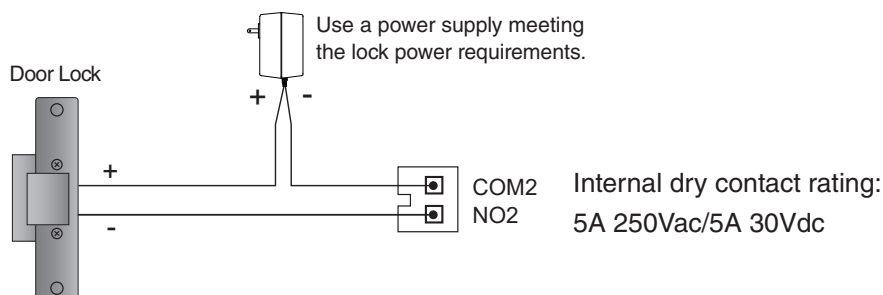 Use a power supply meeting
the lock power requirements.
Door Lock
+ -
+
-
COM2
NO2
Internal dry contact rating:
5A 250Vac/5A 30Vdc